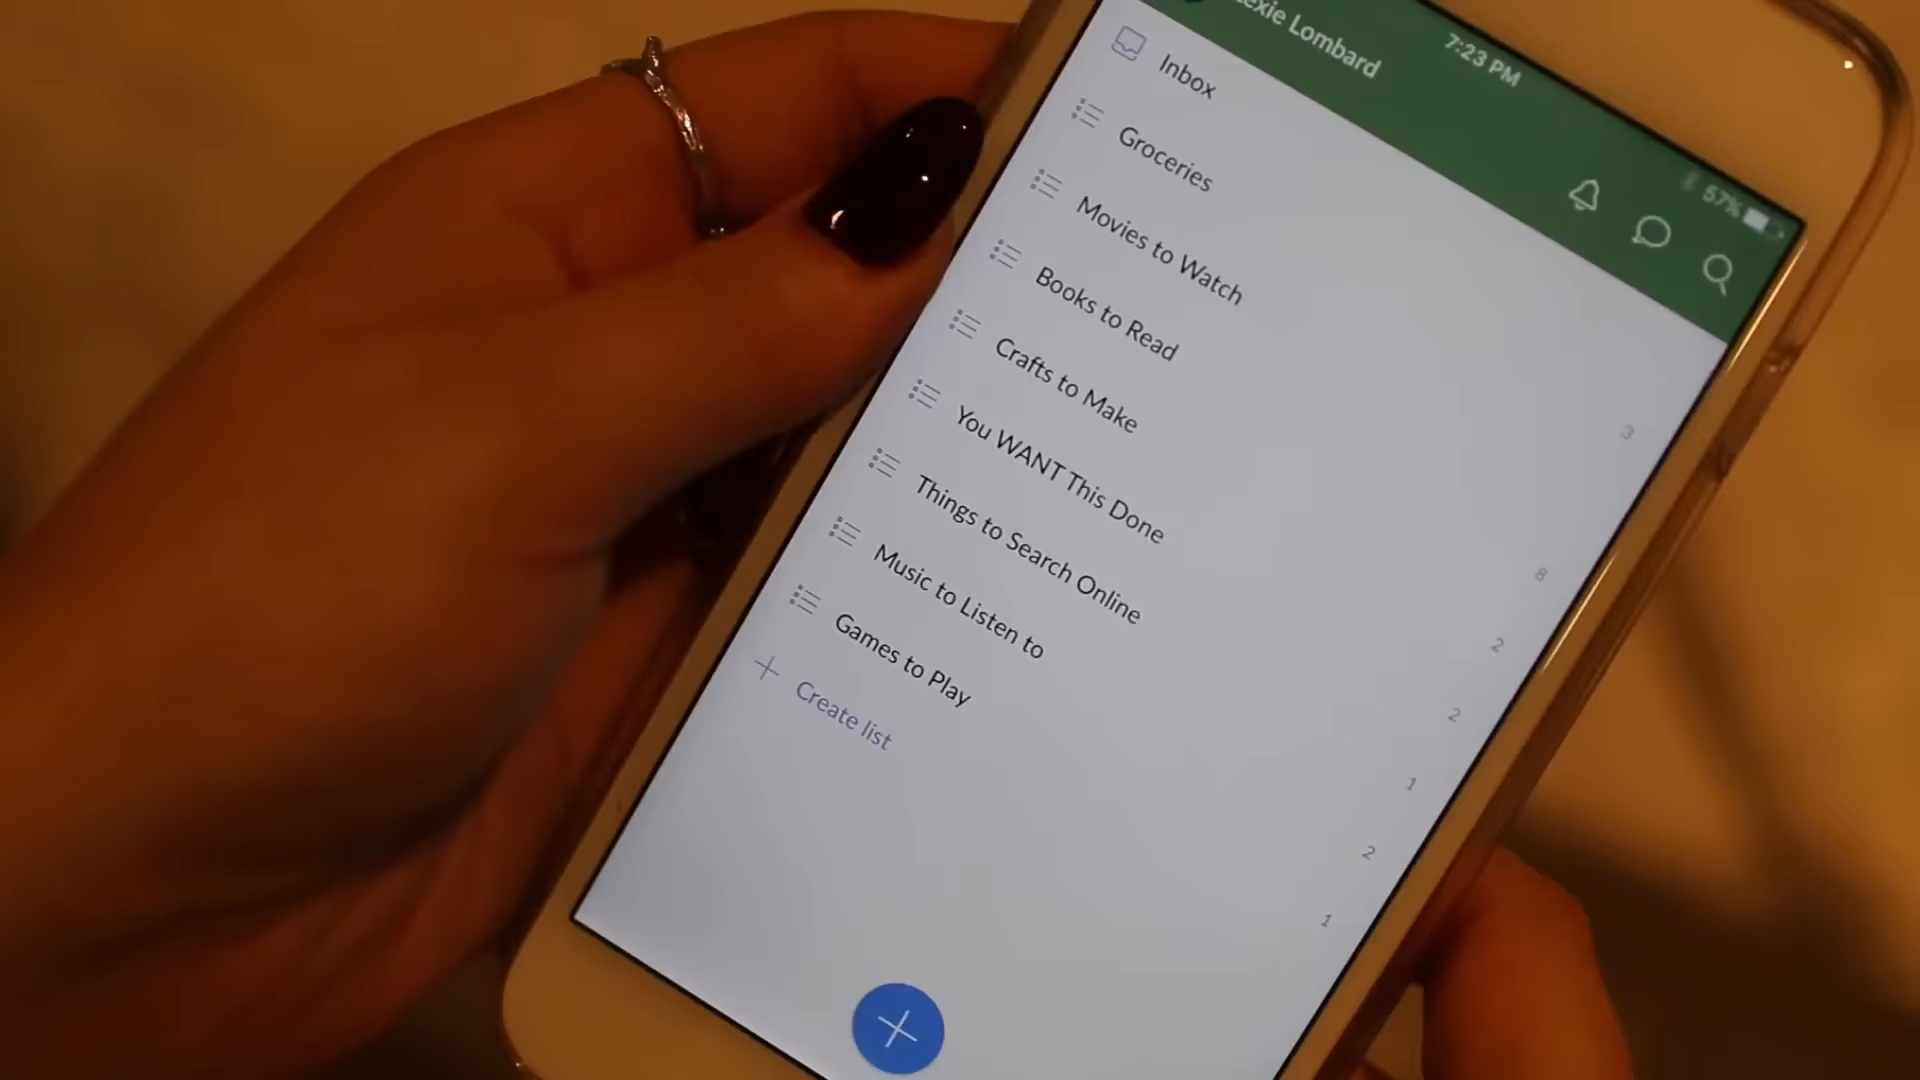 7:23 PM
57%
exie Lombard
Inbox
Groceries 3
Movies to Watch
Books to Read 8
Crafts to Make 2
You WANT This Done 2
Things to Search Online 1
Music to Listen to 2
Games to Play 1
Create list